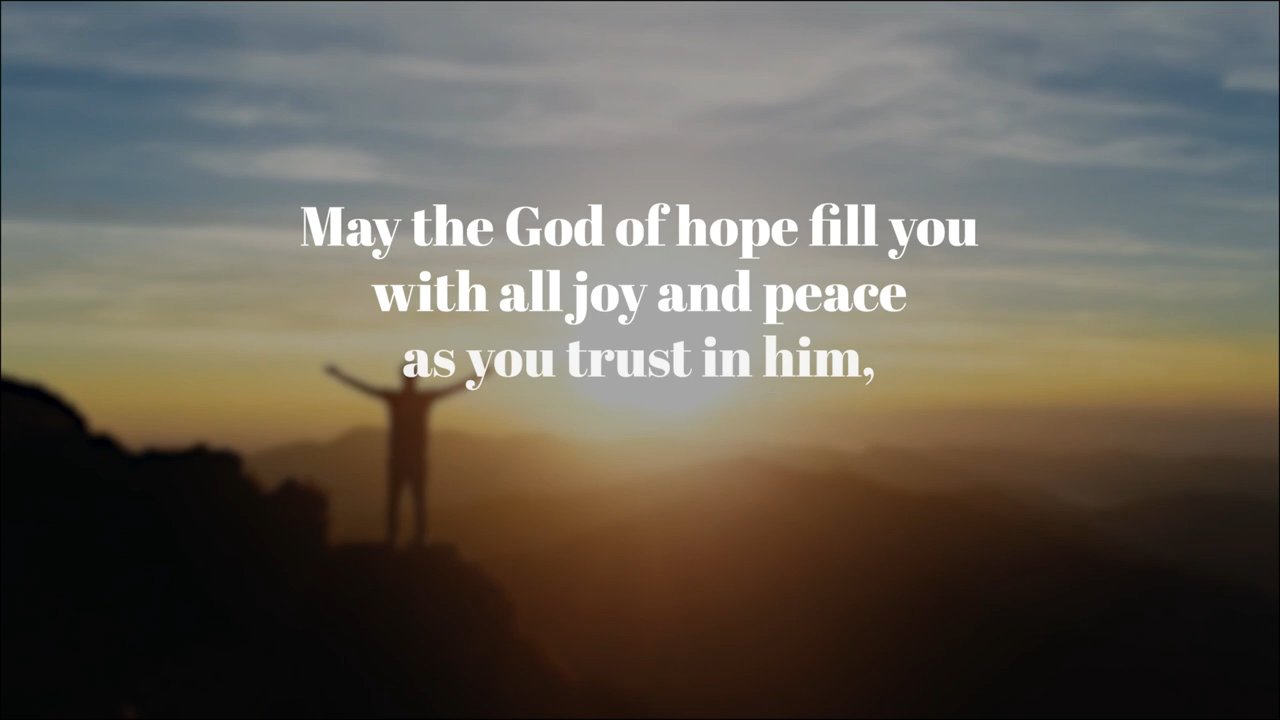 May the God of hope fill you
with all joy and peace
as you trust in him,